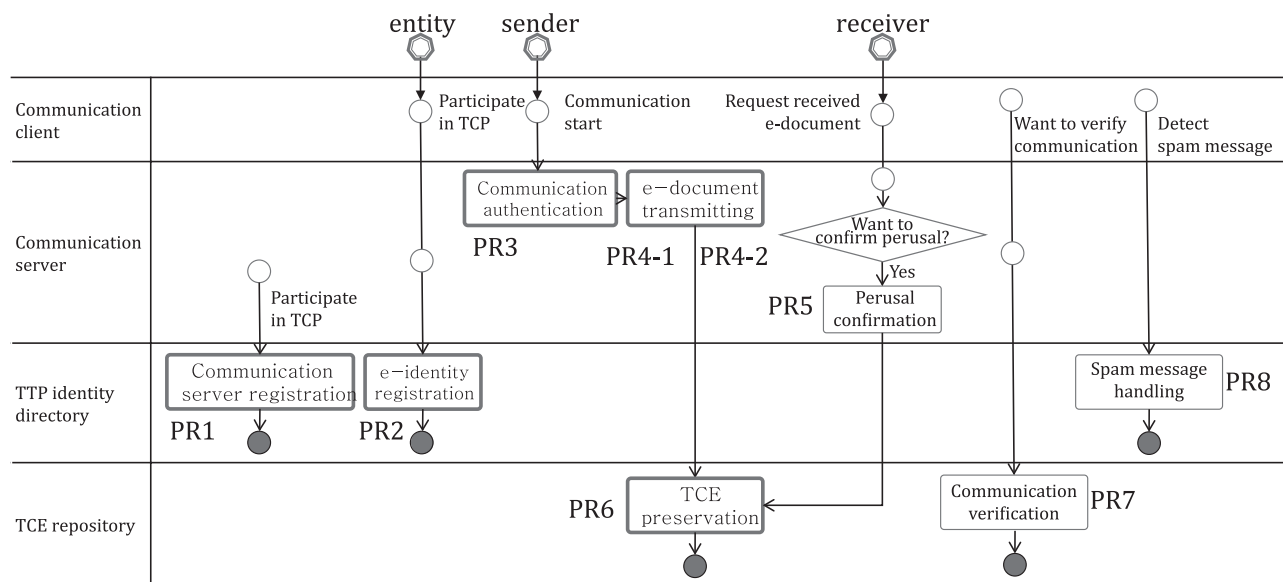 entity
sender
receiver
Communication
client
Participate
in TCP
Communication
start
Request received
e-document
Want to verify
communication
Detect
spam message
Communication
server
Communication
authentication
e-document
transmitting
PR3
PR4-1
PR4-2
Want to
confirm perusal?
Yes
PR5
Perusal
confirmation
Participate
in TCP
TTP identity
directory
Communication
server registration
PR1
e-identity
registration
PR2
Spam message
handling
PR8
TCE repository
PR6
TCE
preservation
Communication
verification
PR7